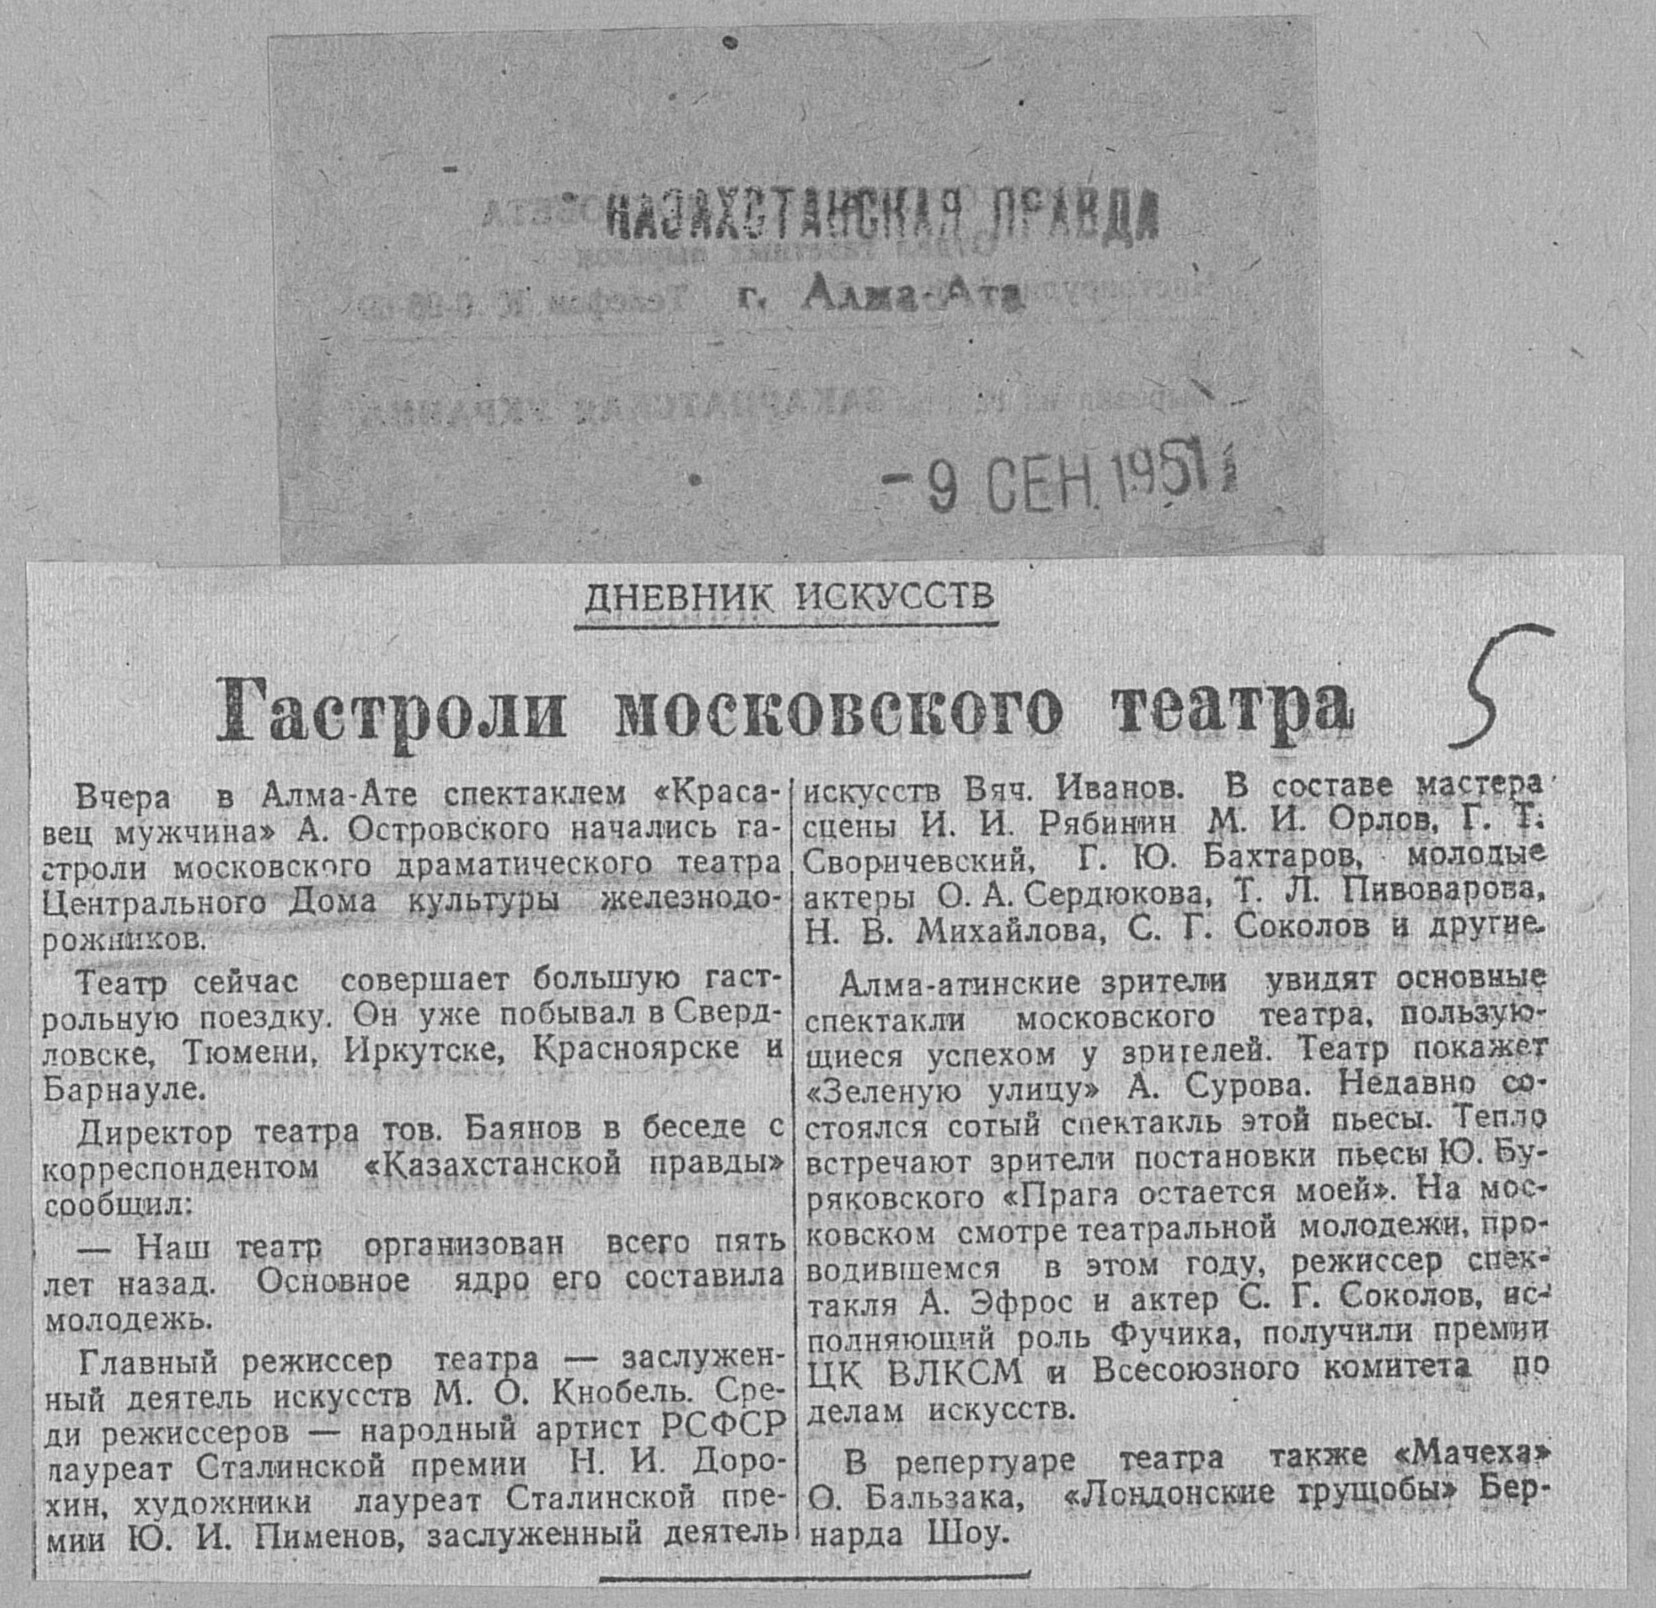 КАЗАХСТАНСКАЯ ПРАВДА
г. Алма-Ата
- 9 СЕН. 1951
ДНЕВНИК ИСКУССТВ
5
Гастроли московского театра
Вчера в Алма-Ате спектаклем «Краса-
вец мужчина» А. Островского начались га-
строли московского драматического театра
Центрального Дома культуры железнодо-
рожников.
Театр сейчас совершает большую гаст-
рольную поездку. Он уже побывал в Сверд-
ловске, Тюмени, Иркутске, Красноярске и
Барнауле.
Директор театра тов. Баянов в беседе с
корреспондентом «Казахстанской правды»
сообщил:
— Наш театр организован всего пять
лет назад. Основное ядро его составила
молодежь.
Главный режиссер театра — заслужен-
ный деятель искусств М. О. Кнобель. Сре-
ди режиссеров — народный артист РСФСР
лауреат Сталинской премии Н. И. Доро-
хин, художники лауреат Сталинской пре-
мии Ю. И. Пименов, заслуженный деятель
искусств Вяч. Иванов. В составе мастера
сцены И. И. Рябинин М. И. Орлов, Г. Т.
Своричевский, Г. Ю. Бахтаров, молодые
актеры О. А. Сердюкова, Т. Л. Пивоварова,
Н. В. Михайлова, С. Г. Соколов и другие.
Алма-атинские зрители увидят основные
спектакли московского театра, пользую-
щиеся успехом у зрителей. Театр покажет
«Зеленую улицу» А. Сурова. Недавно со-
стоялся сотый спектакль этой пьесы. Тепло
встречают зрители постановки пьесы Ю. Бу-
ряковского «Прага остается моей». На мос-
ковском смотре театральной молодежи, про-
водившемся в этом году, режиссер спек-
такля А. Эфрос и актер С. Г. Соколов, ис-
полняющий роль Фучика, получили премии
ЦК ВЛКСМ и Всесоюзного комитета по
делам искусств.
В репертуаре театра также «Мачеха»
О. Бальзака, «Лондонские трущобы» Бер-
нарда Шоу.